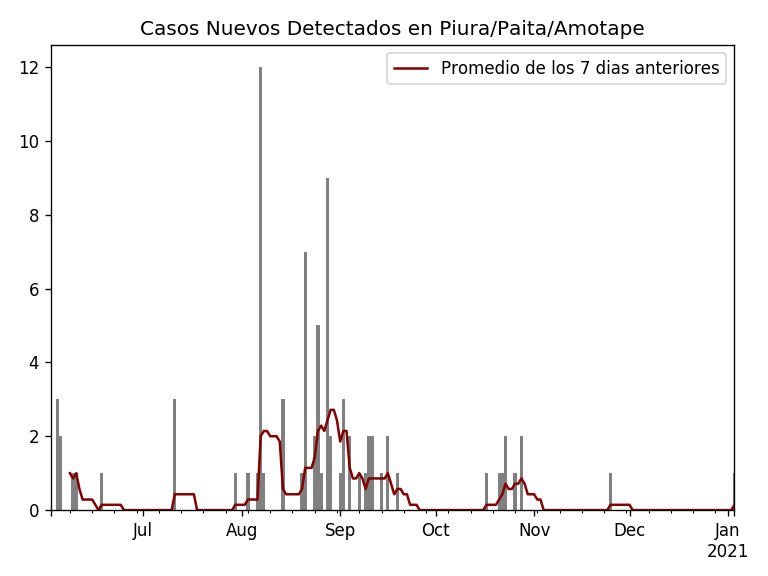 Casos Nuevos Detectados en Piura/Paita/Amotape
Promedio de los 7 dias anteriores
12
10
8
6
4
2
0
Jul Aug Sep Oct Nov Dec Jan
2021